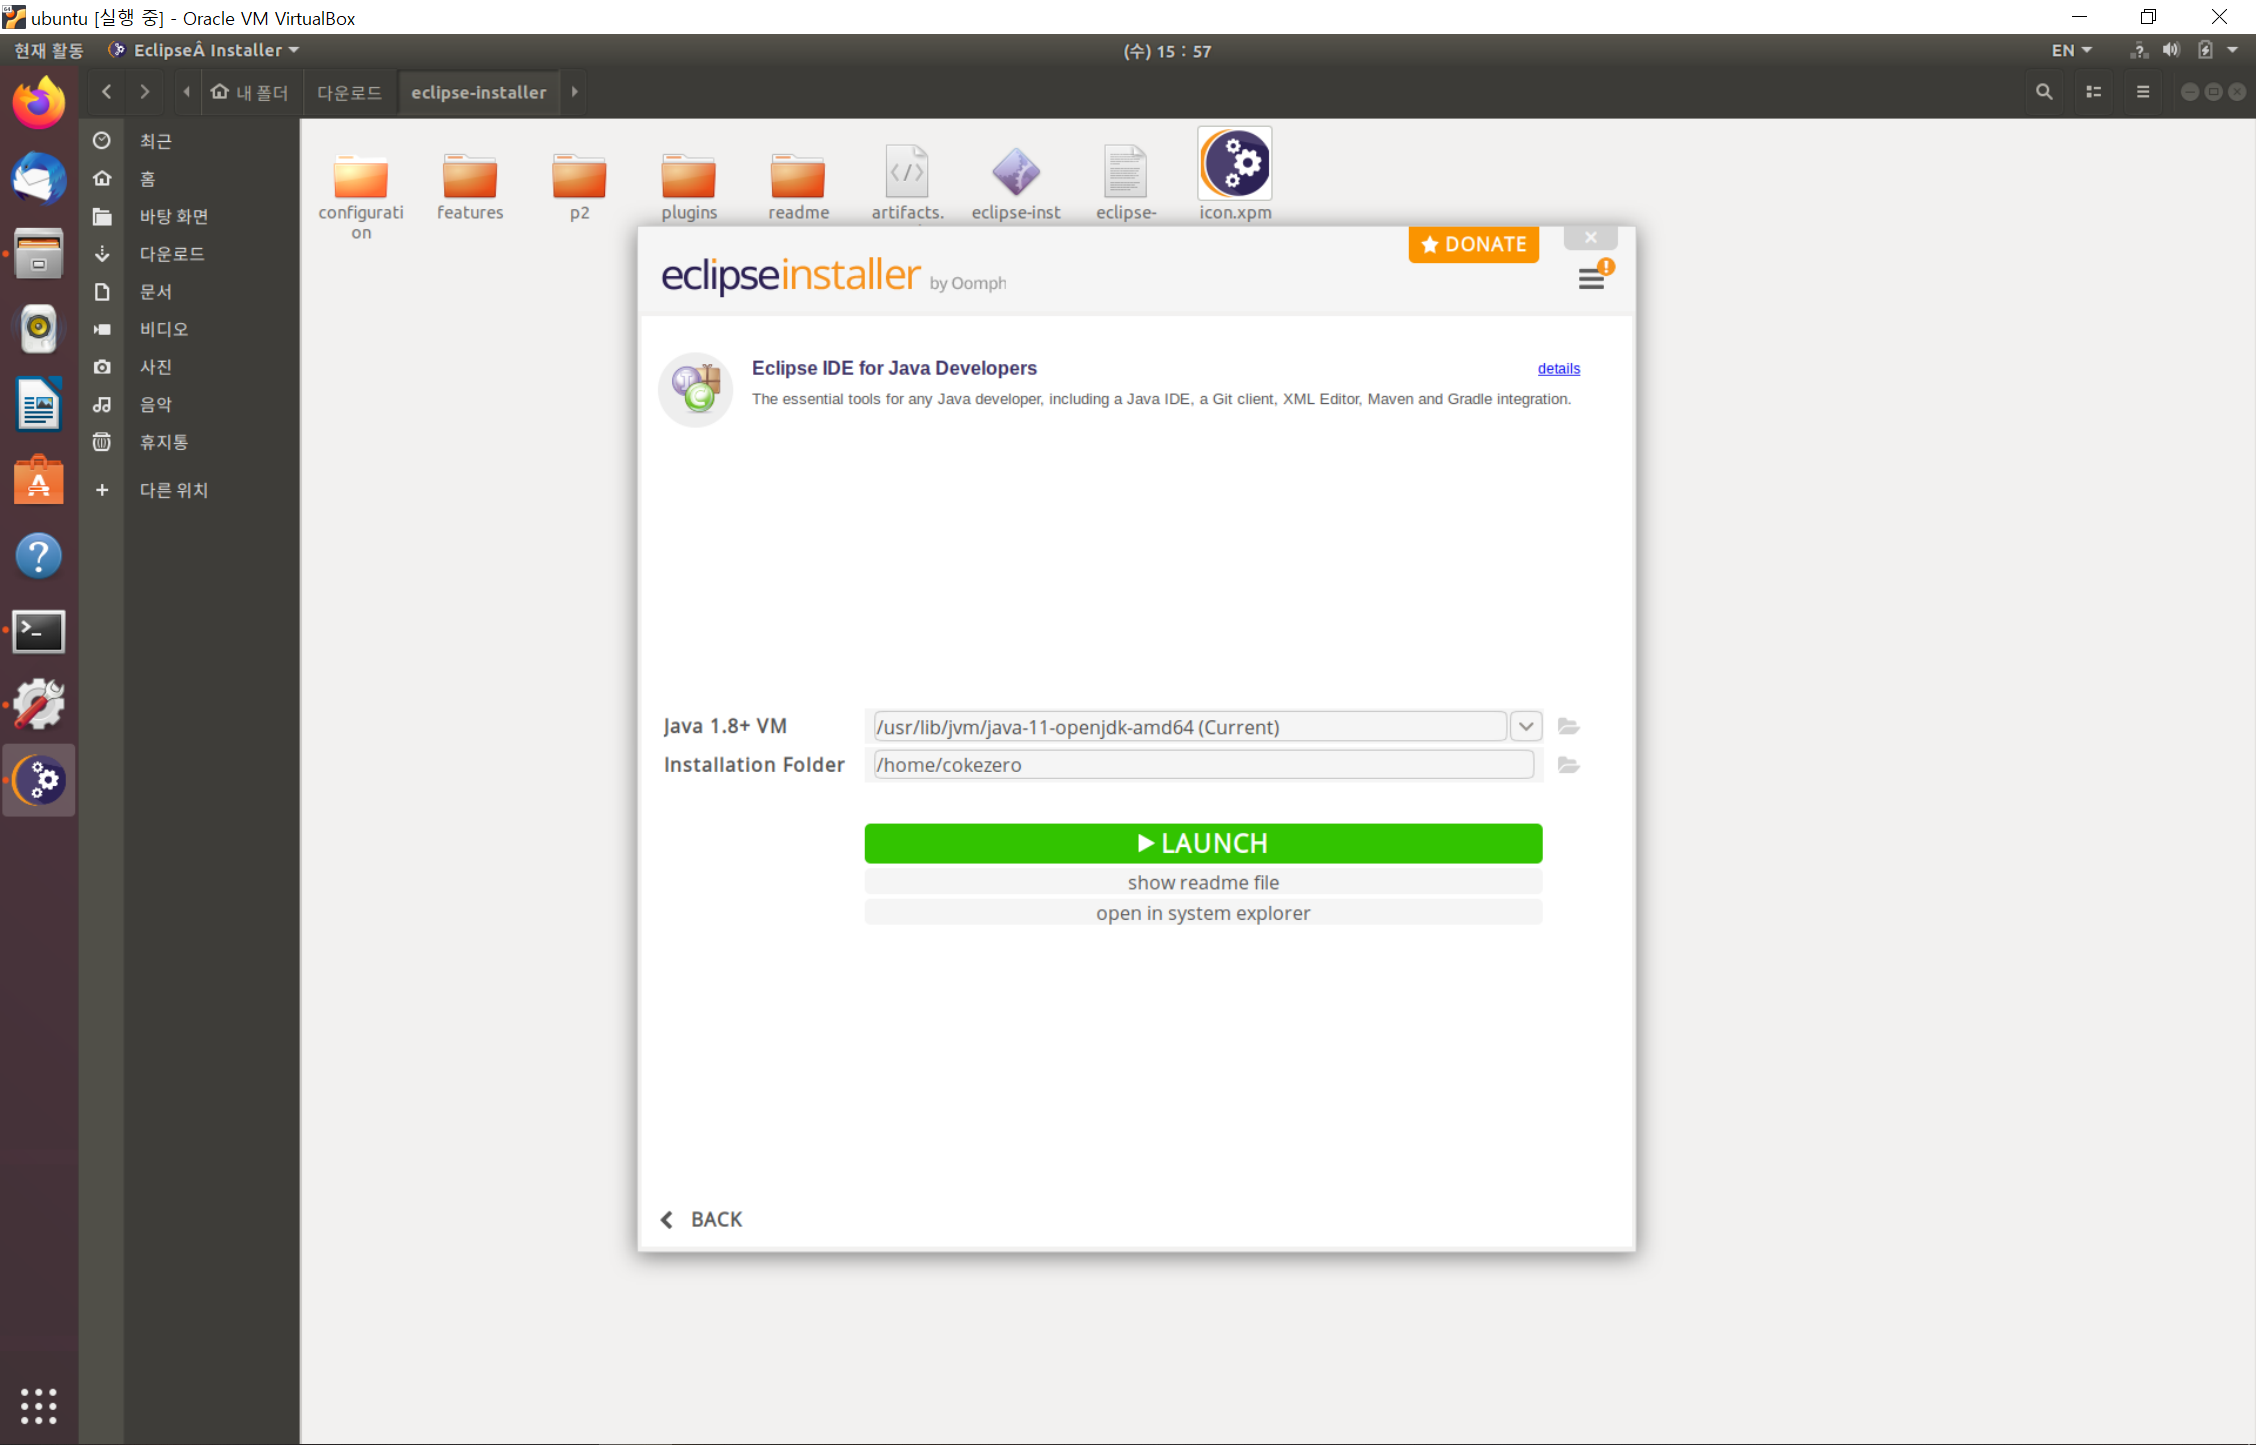 ubuntu [실행 중] - Oracle VM VirtualBox
현재 활동 EclipseÂ Installer (수) 15 : 57 EN
내 폴더 다운로드 eclipse-installer
최근
홈
바탕 화면
다운로드
문서
비디오
사진
음악
휴지통
다른 위치
configurati
on
features
p2
plugins
readme
artifacts.
eclipse-inst
eclipse-
icon.xpm
DONATE
eclipseinstaller by Oomph
Eclipse IDE for Java Developers details
The essential tools for any Java developer, including a Java IDE, a Git client, XML Editor, Maven and Gradle integration.
Java 1.8+ VM /usr/lib/jvm/java-11-openjdk-amd64 (Current)
Installation Folder /home/cokezero
LAUNCH
show readme file
open in system explorer
BACK